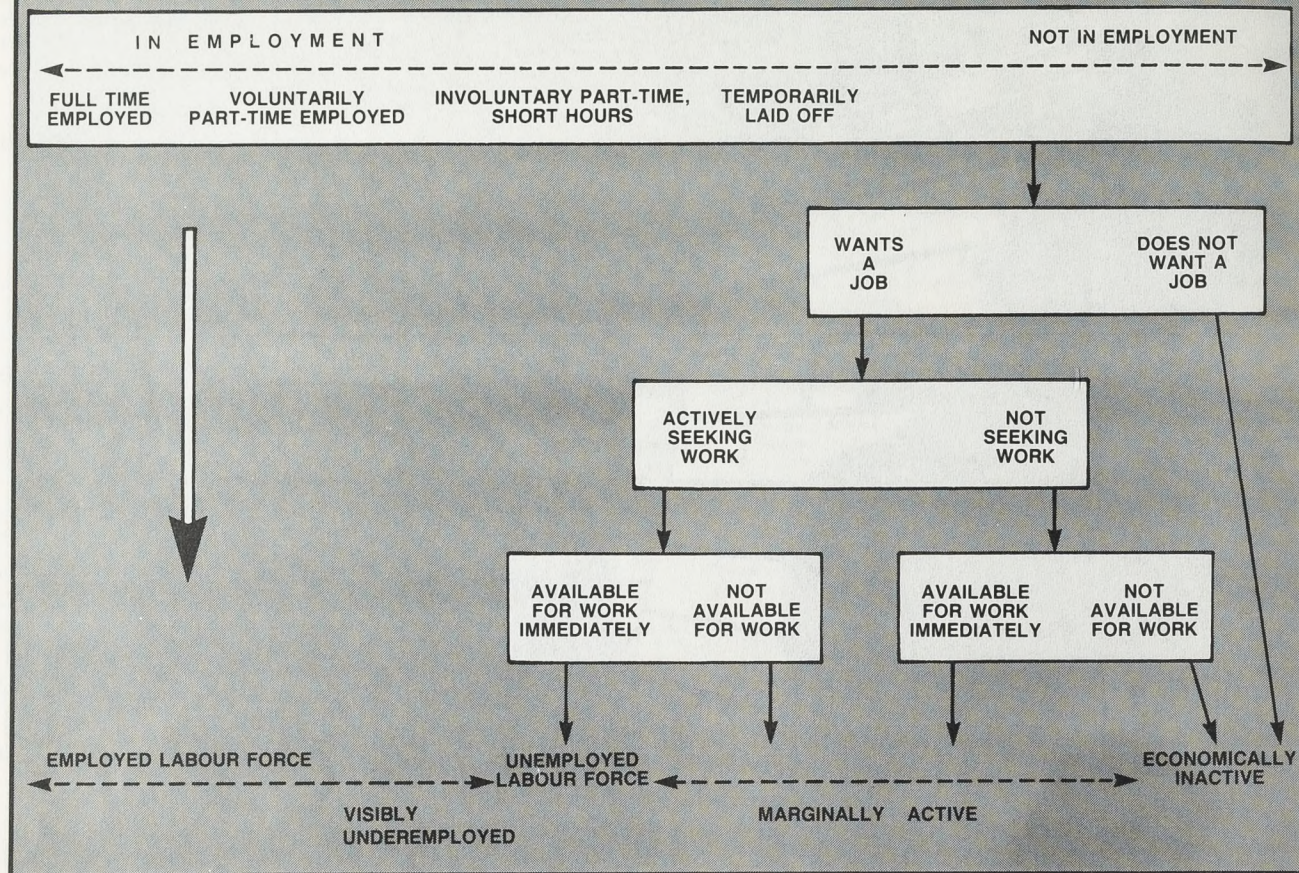 IN EMPLOYMENT
NOT IN EMPLOYMENT
FULL TIME
EMPLOYED
VOLUNTARILY
PART-TIME EMPLOYED
INVOLUNTARY PART-TIME,
SHORT HOURS
TEMPORARILY
LAID OFF
WANTS
A
JOB
DOES NOT
WANT A
JOB
ACTIVELY
SEEKING
WORK
NOT
SEEKING
WORK
AVAILABLE
FOR WORK
IMMEDIATELY
NOT
AVAILABLE
FOR WORK
AVAILABLE
FOR WORK
IMMEDIATELY
NOT
AVAILABLE
FOR WORK
EMPLOYED LABOUR FORCE
UNEMPLOYED
LABOUR FORCE
ECONOMICALLY
INACTIVE
VISIBLY
UNDEREMPLOYED
MARGINALLY ACTIVE